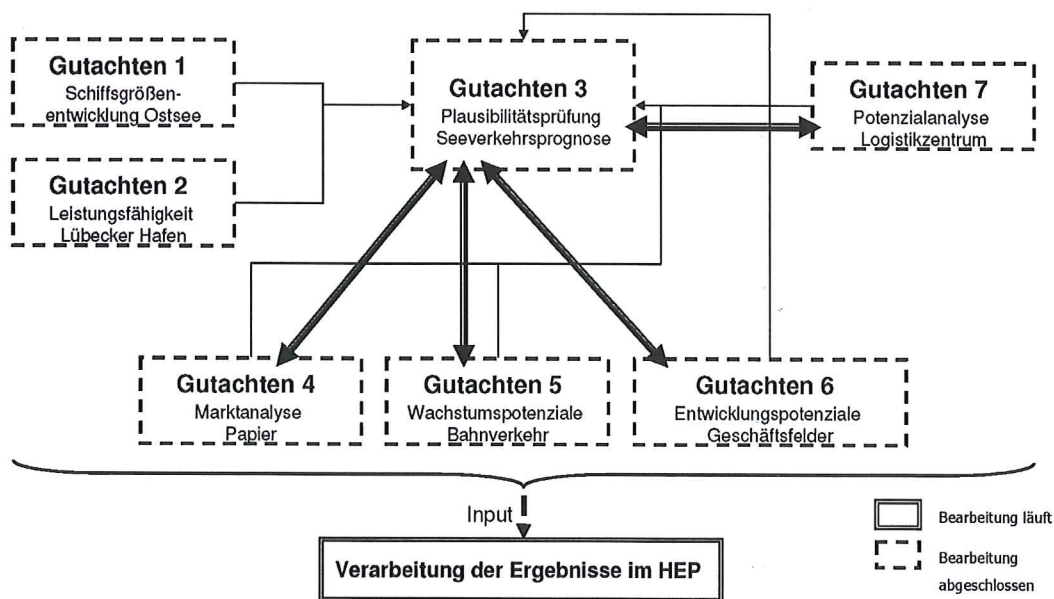 Gutachten 1
Schiffsgrößen-
entwicklung Ostsee
Gutachten 2
Leistungsfähigkeit
Lübecker Hafen
Gutachten 3
Plausibilitätsprüfung
Seeverkehrsprognose
Gutachten 7
Potenzialanalyse
Logistikzentrum
Gutachten 4
Marktanalyse
Papier
Gutachten 5
Wachstumspotenziale
Bahnverkehr
Gutachten 6
Entwicklungspotenziale
Geschäftsfelder
Input
Verarbeitung der Ergebnisse im HEP
Bearbeitung läuft
Bearbeitung
abgeschlossen